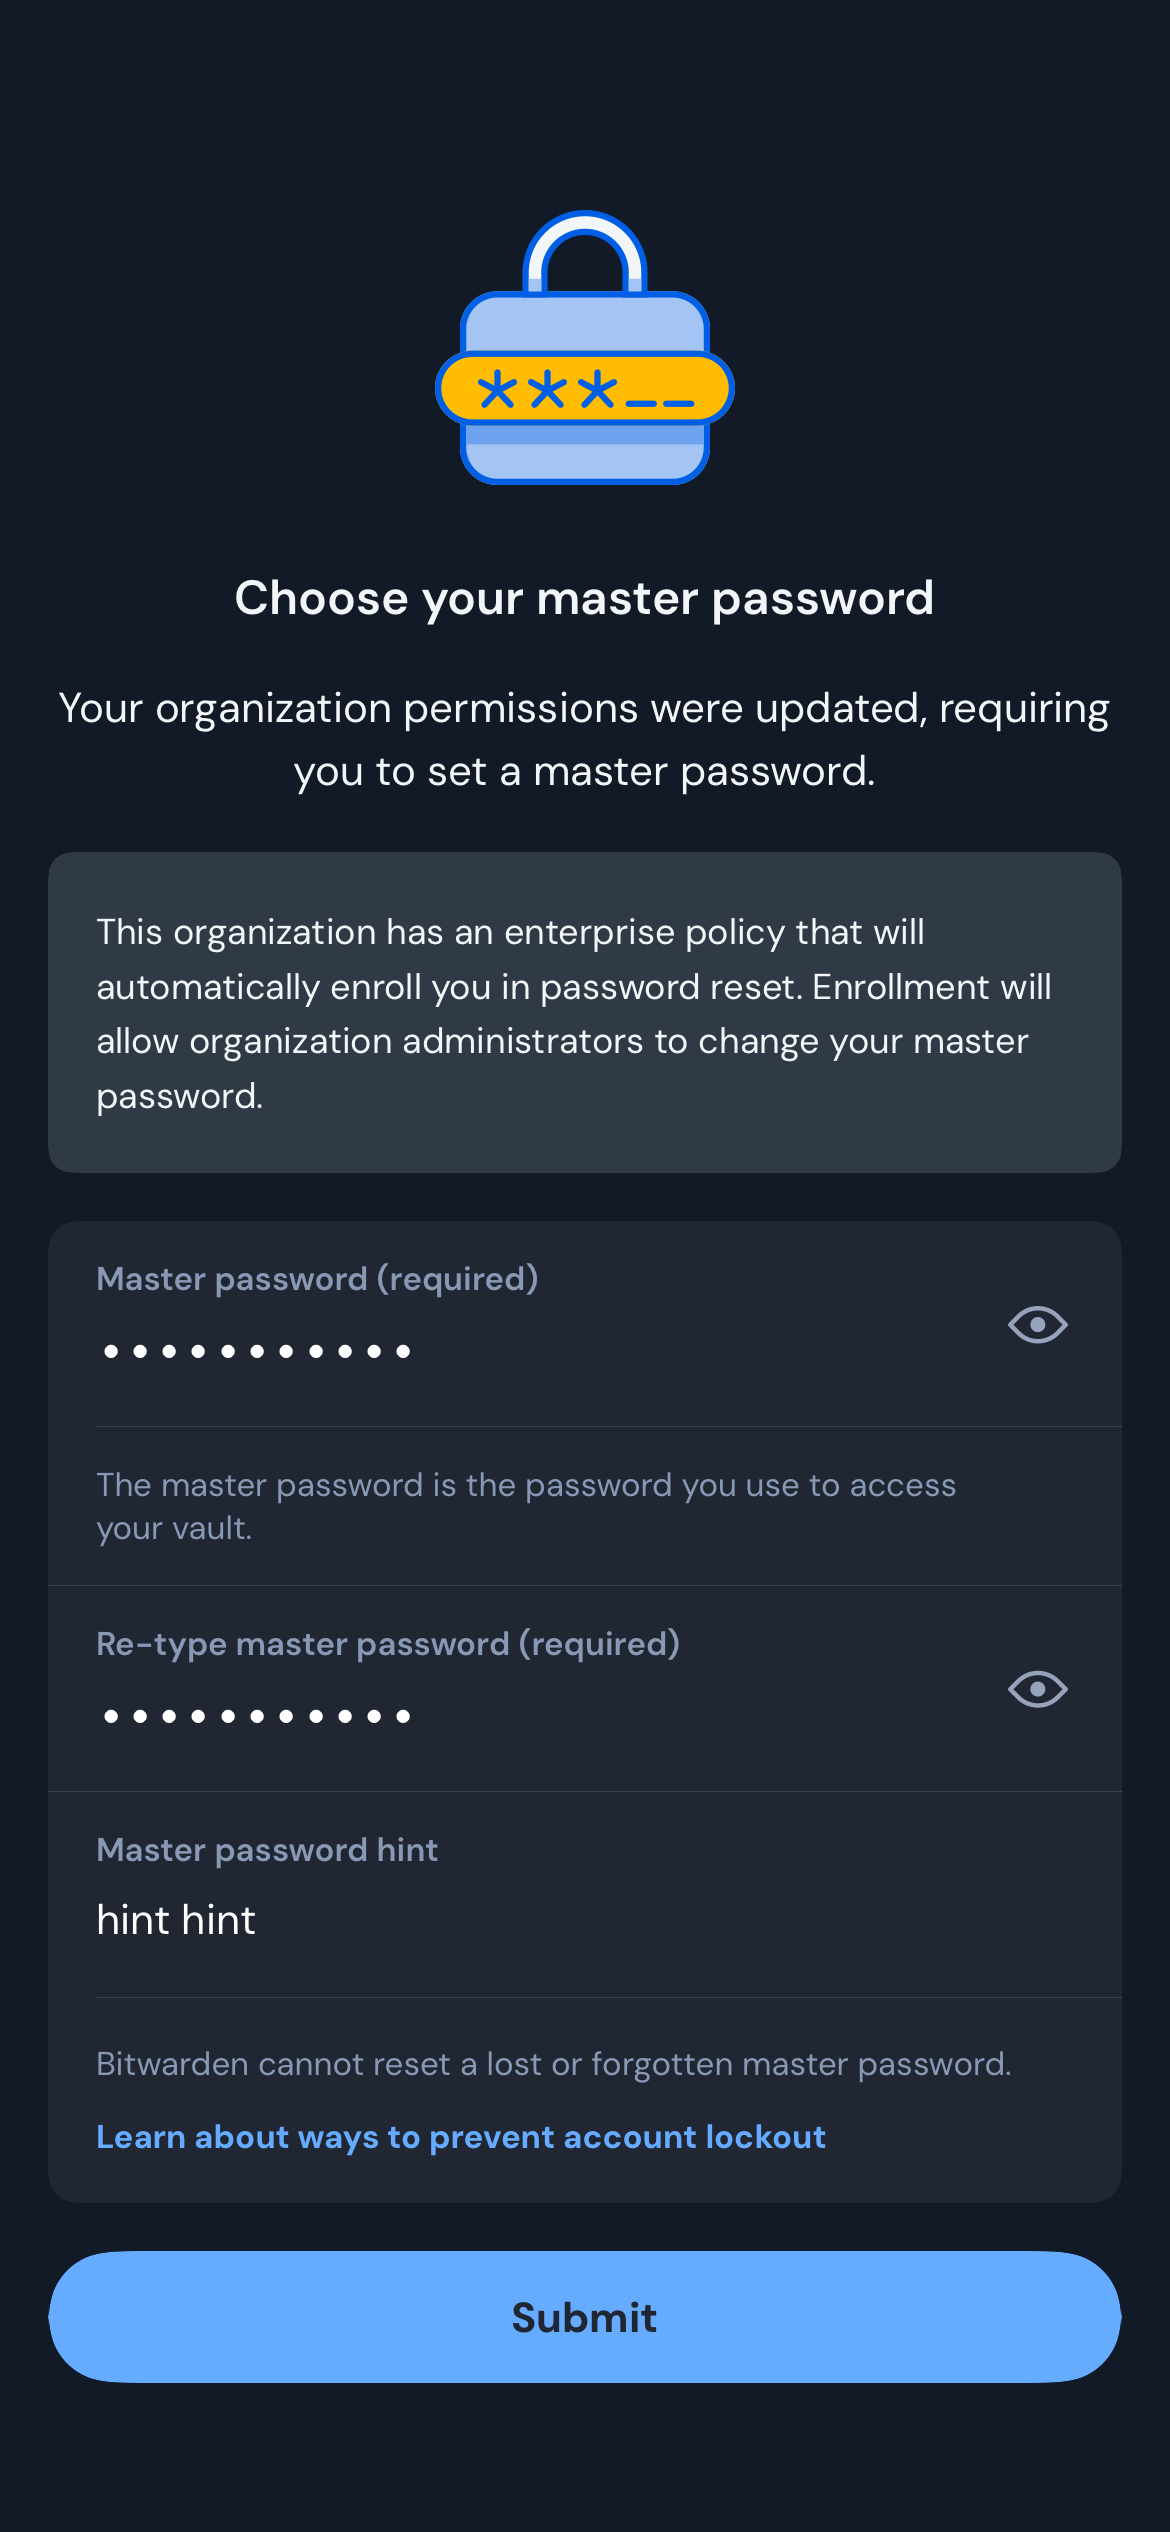 ***__
Choose your master password
Your organization permissions were updated, requiring
you to set a master password.
This organization has an enterprise policy that will
automatically enroll you in password reset. Enrollment will
allow organization administrators to change your master
password.
Master password (required)
•••••••••••
The master password is the password you use to access
your vault.
Re-type master password (required)
•••••••••••
Master password hint
hint hint
Bitwarden cannot reset a lost or forgotten master password.
Learn about ways to prevent account lockout
Submit